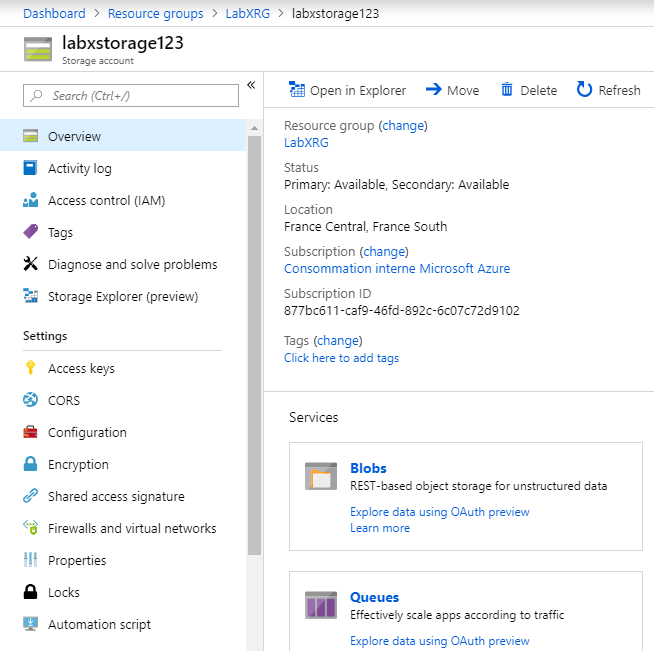 Dashboard > Resource groups > LabXRG > labxstorage123
labxstorage123
Storage account
Search (Ctrl+/)
Overview
Activity log
Access control (IAM)
Tags
Diagnose and solve problems
Storage Explorer (preview)
Settings
Access keys
CORS
Configuration
Encryption
Shared access signature
Firewalls and virtual networks
Properties
Locks
Automation script
Open in Explorer Move Delete Refresh
Resource group (change)
LabXRG
Status
Primary: Available, Secondary: Available
Location
France Central, France South
Subscription (change)
Consommation interne Microsoft Azure
Subscription ID
877bc611-caf9-46fd-892c-6c07c72d9102
Tags (change)
Click here to add tags
Services
Blobs
REST-based object storage for unstructured data
Explore data using OAuth preview
Learn more
Queues
Effectively scale apps according to traffic
Explore data using OAuth preview